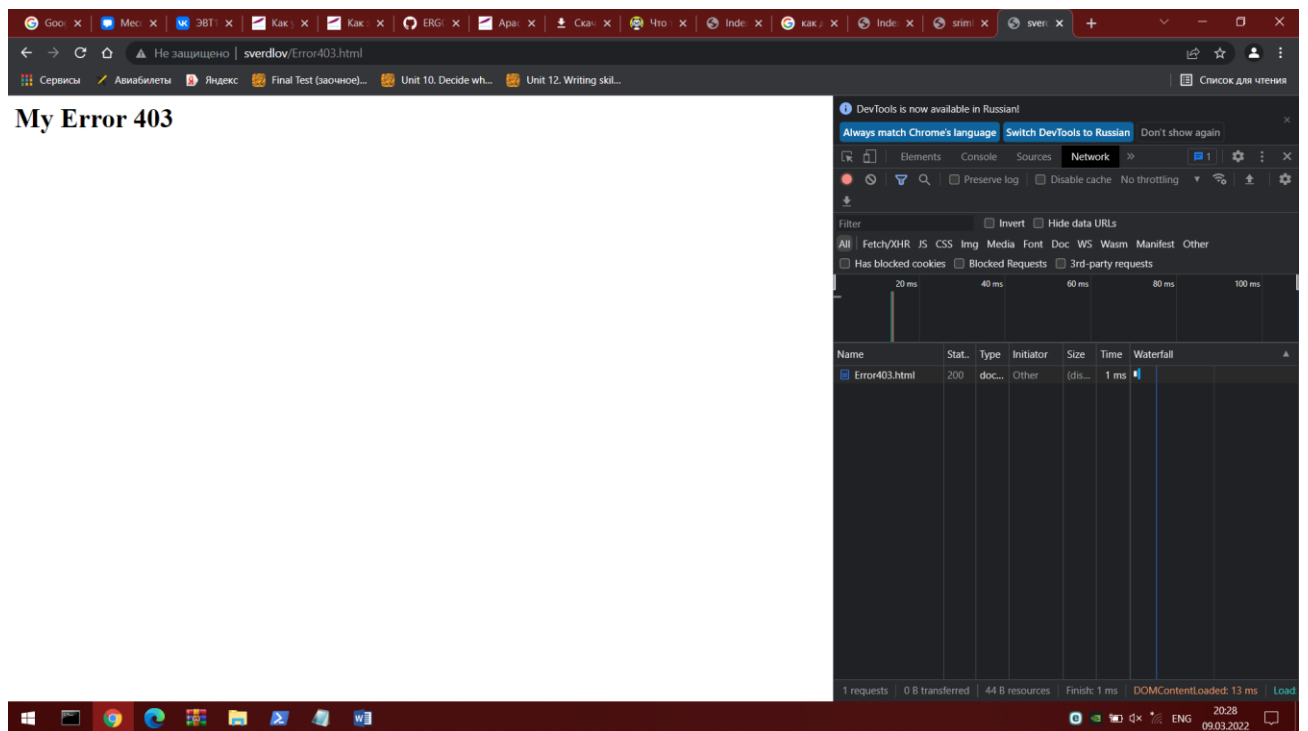 Goo Месс ЭВТ Как Как ERG Apac Скач Что Inde как Inde srim sver
Не защищено | sverdlov/Error403.html
Сервисы Авиабилеты Яндекс Final Test (заочное)... Unit 10. Decide wh... Unit 12. Writing skil... Список для чтения
My Error 403
DevTools is now available in Russian!
Always match Chrome's language Switch DevTools to Russian Don't show again
Elements Console Sources Network » 1
Preserve log Disable cache No throttling
Filter Invert Hide data URLs
All Fetch/XHR JS CSS Img Media Font Doc WS Wasm Manifest Other
Has blocked cookies Blocked Requests 3rd-party requests
20 ms 40 ms 60 ms 80 ms 100 ms
Name Stat.. Type Initiator Size Time Waterfall
Error403.html 200 doc... Other (dis... 1 ms
1 requests 0 B transferred 44 B resources Finish: 1 ms DOMContentLoaded: 13 ms Load:
ENG 20:28
09.03.2022